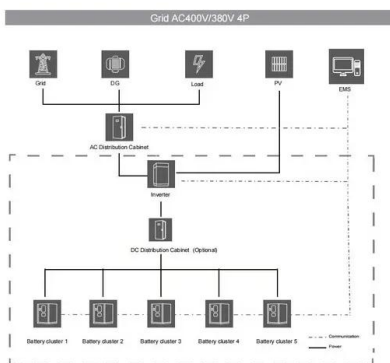 Grid AC400V/380V 4P
Grid
DG
Load
PV
EMS
AC Distribution Cabinet
Inverter
DC Distribution Cabinet (Optional)
Battery cluster 1
Battery cluster 2
Battery cluster 3
Battery cluster 4
Battery cluster 5
Communication
Power